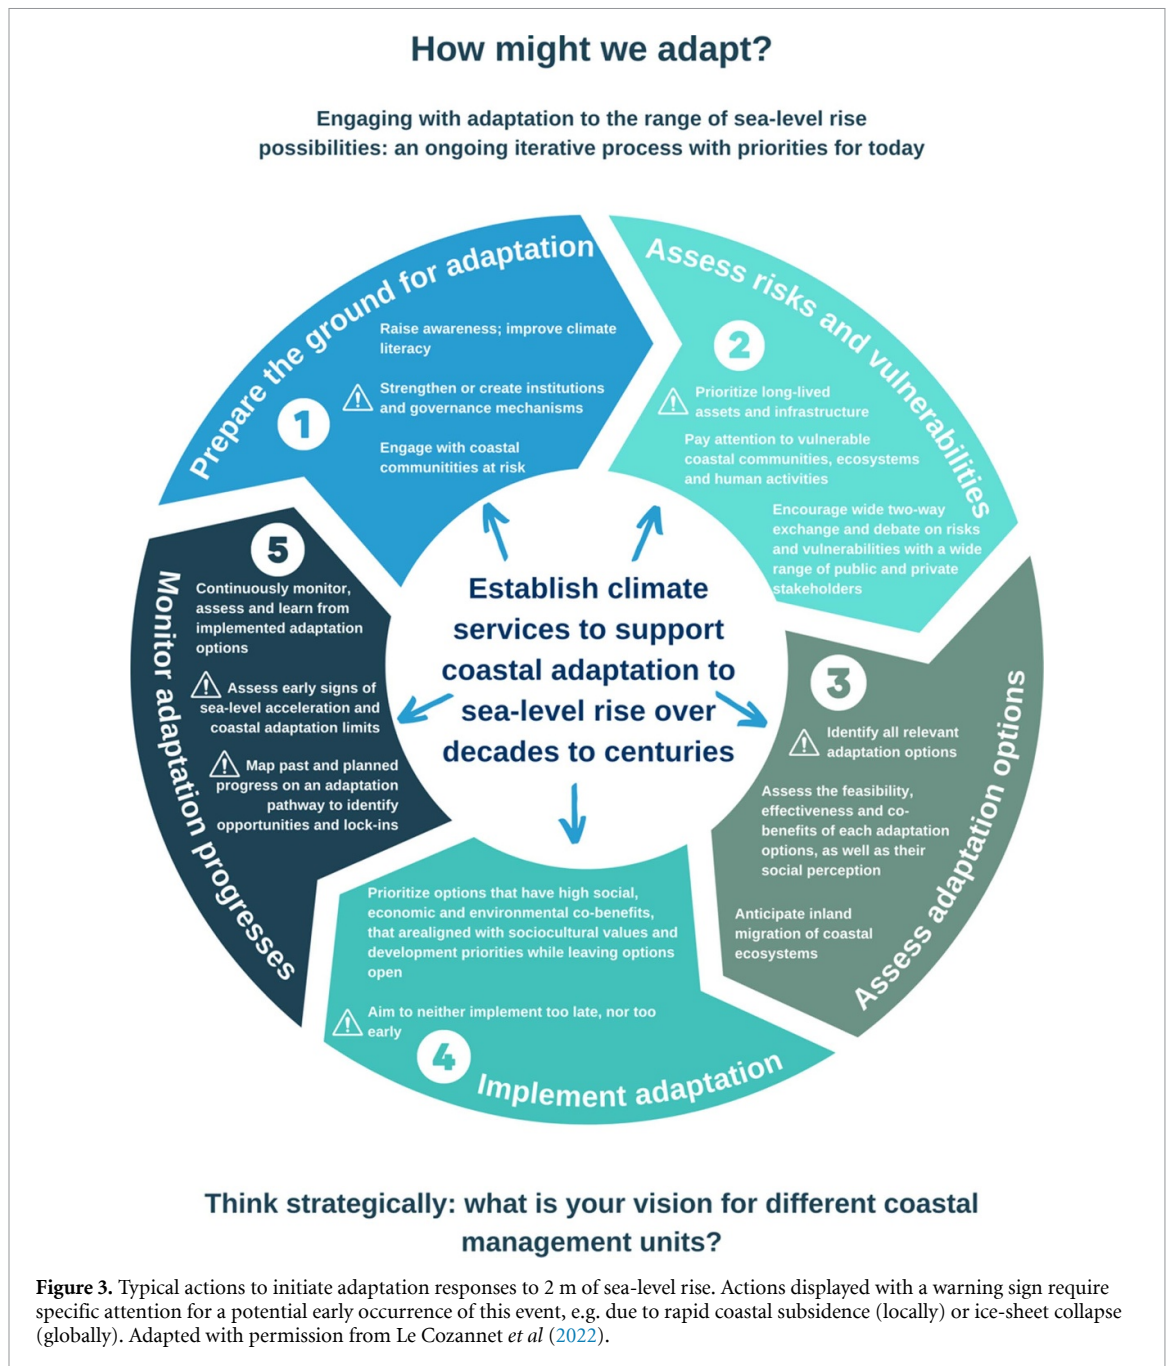 How might we adapt?
Engaging with adaptation to the range of sea-level rise
possibilities: an ongoing iterative process with priorities for today
Prepare the ground for adaptation
1
Raise awareness; improve climate
literacy
Strengthen or create institutions
and governance mechanisms
Engage with coastal
communitities at risk
Assess risks and vulnerabilities
2
Prioritize long-lived
assets and infrastructure
Pay attention to vulnerable
coastal communities, ecosystems
and human activities
Encourage wide two-way
exchange and debate on risks
and vulnerabilities with a wide
range of public and private
stakeholders
Assess adaptation options
3
Identify all relevant
adaptation options
Assess the feasibility,
effectiveness and co-
benefits of each adaptation
options, as well as their
social perception
Anticipate inland
migration of coastal
ecosystems
Prioritize options that have high social,
economic and environmental co-benefits,
that arealigned with sociocultural values and
development priorities while leaving options
open
Aim to neither implement too late, nor too
early
4
Implement adaptation
Monitor adaptation progresses
5
Continuously monitor,
assess and learn from
implemented adaptation
options
Assess early signs of
sea-level acceleration and
coastal adaptation limits
Map past and planned
progress on an adaptation
pathway to identify
opportunities and lock-ins
Establish climate
services to support
coastal adaptation to
sea-level rise over
decades to centuries
Think strategically: what is your vision for different coastal
management units?
Figure 3. Typical actions to initiate adaptation responses to 2 m of sea-level rise. Actions displayed with a warning sign require
specific attention for a potential early occurrence of this event, e.g. due to rapid coastal subsidence (locally) or ice-sheet collapse
(globally). Adapted with permission from Le Cozannet et al (2022).